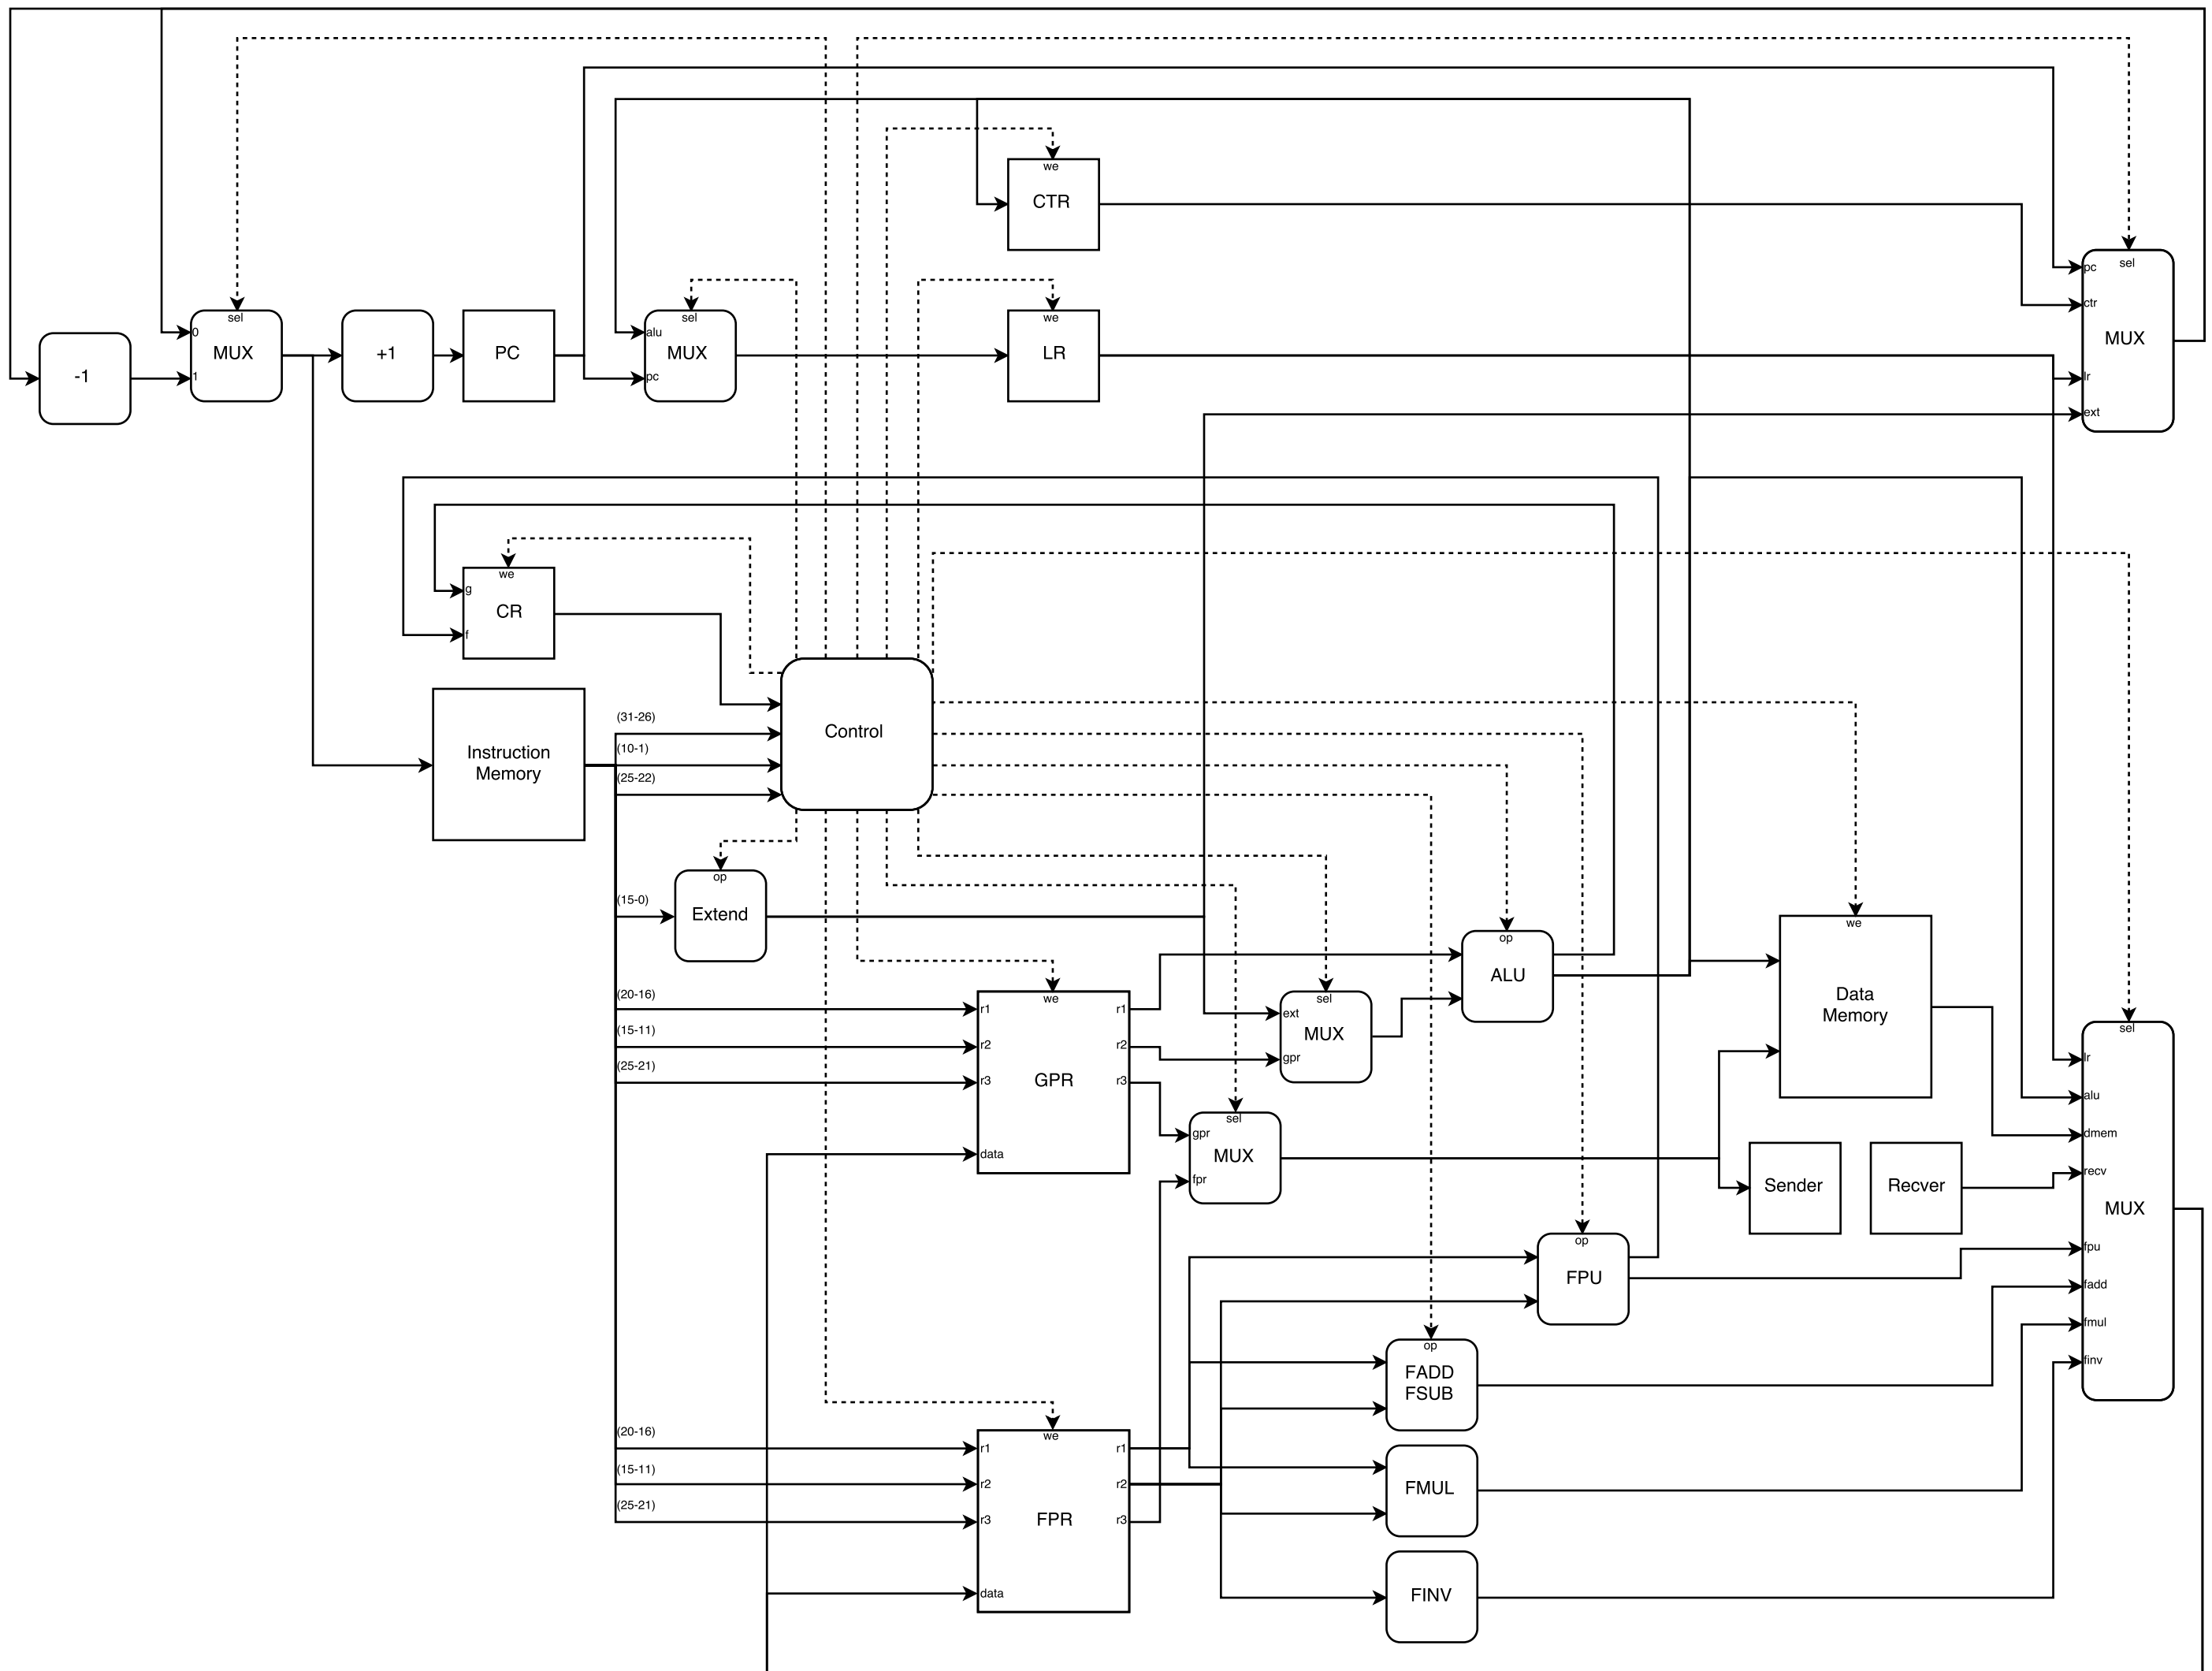 we
CTR
sel
pc
ctr
MUX
lr
ext
sel
0
MUX
1
-1
+1
PC
sel
alu
MUX
pc
we
LR
we
g
CR
f
Instruction
Memory
(31-26)
(10-1)
(25-22)
Control
(15-0)
op
Extend
(20-16)
(15-11)
(25-21)
we
r1
r2
r3
GPR
data
r1
r2
r3
sel
ext
MUX
gpr
sel
gpr
MUX
fpr
op
ALU
we
Data
Memory
Sender
Recver
sel
lr
alu
dmem
recv
MUX
fpu
fadd
fmul
finv
op
FPU
op
FADD
FSUB
FMUL
FINV
(20-16)
(15-11)
(25-21)
we
r1
r2
r3
FPR
data
r1
r2
r3